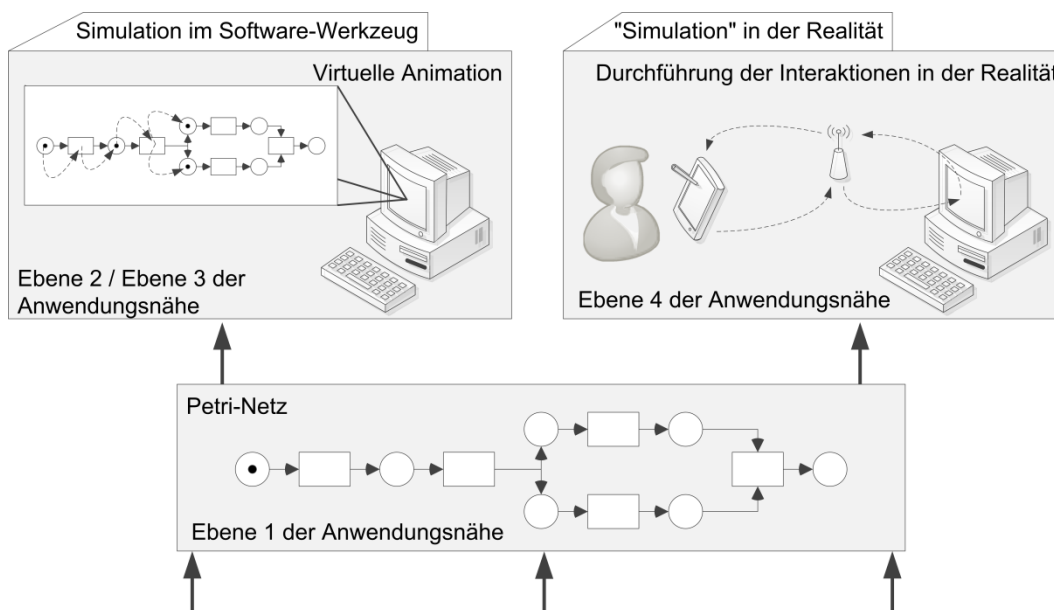 Simulation im Software-Werkzeug
Virtuelle Animation
Ebene 2 / Ebene 3 der
Anwendungsnähe
"Simulation" in der Realität
Durchführung der Interaktionen in der Realität
Ebene 4 der Anwendungsnähe
Petri-Netz
Ebene 1 der Anwendungsnähe